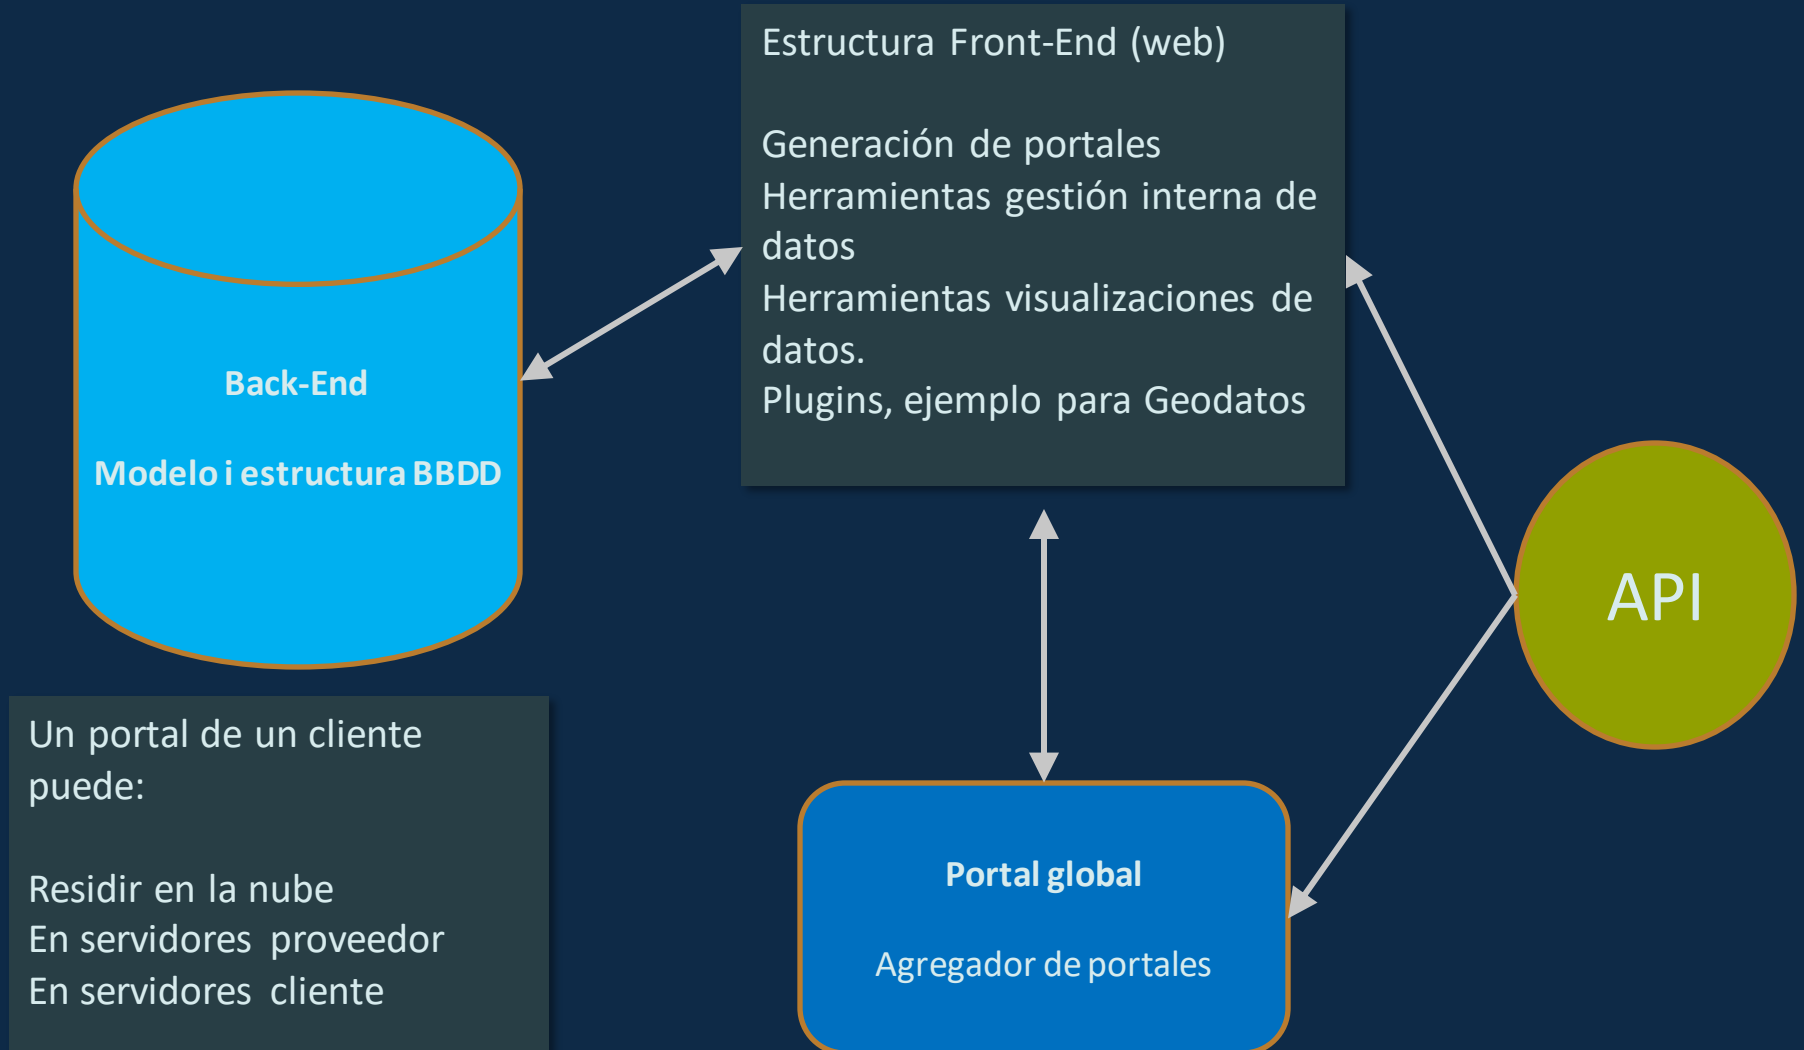 Estructura Front-End (web)
Generación de portales
Herramientas gestión interna de
datos
Herramientas visualizaciones de
datos.
Plugins, ejemplo para Geodatos
Back-End
Modelo i estructura BBDD
API
Un portal de un cliente
puede:
Residir en la nube
En servidores proveedor
En servidores cliente
Portal global
Agregador de portales